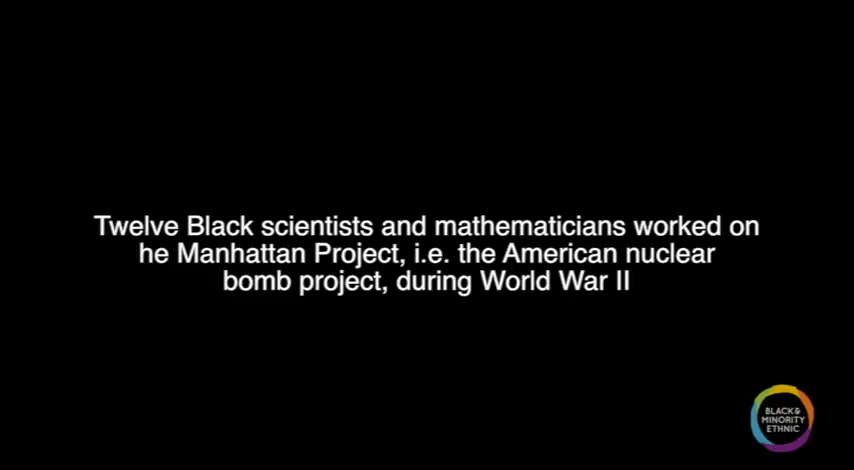 Twelve Black scientists and mathematicians worked on
he Manhattan Project, i.e. the American nuclear
bomb project, during World War II
BLACK&
MINORITY
ETHNIC